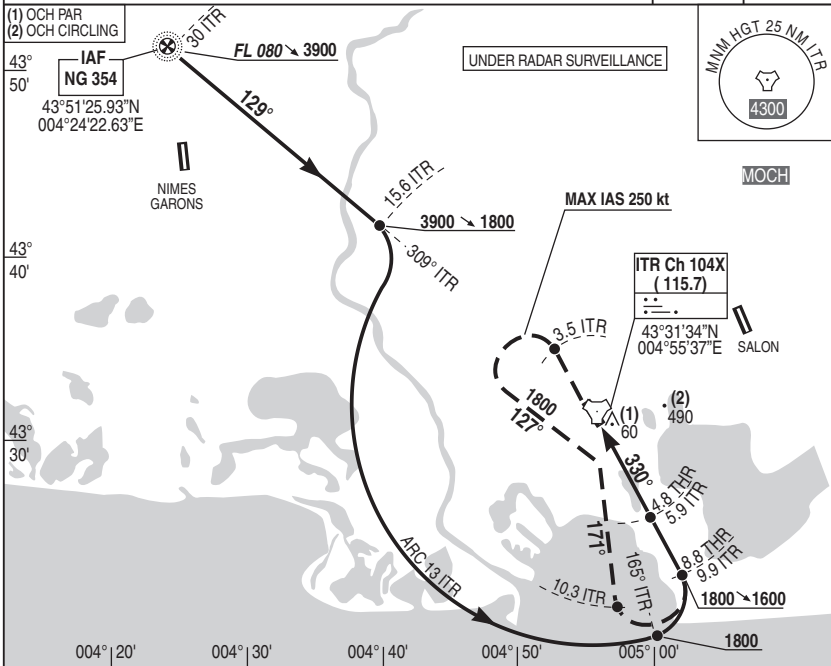 (1) OCH PAR
(2) OCH CIRCLING
30 ITR
FL 080 ↘ 3900
IAF
NG 354
43°51'25.93"N
004°24'22.63"E
43°
50'
129°
NIMES
GARONS
UNDER RADAR SURVEILLANCE
MNM HGT 25 NM ITR
4300
MOCH
15.6 ITR
3900 ↘ 1800
309° ITR
MAX IAS 250 kt
43°
40'
ITR Ch 104X
( 115.7)
43°31'34"N
004°55'37"E
SALON
3.5 ITR
1800
127°
(1)
60
(2)
490
43°
30'
330°
4.8 THR
5.9 ITR
171°
165° ITR
8.8 THR
9.9 ITR
10.3 ITR
1800 ↘ 1600
ARC 13 ITR
1800
004° 20'
004° 30'
004° 40'
004° 50'
005° 00'